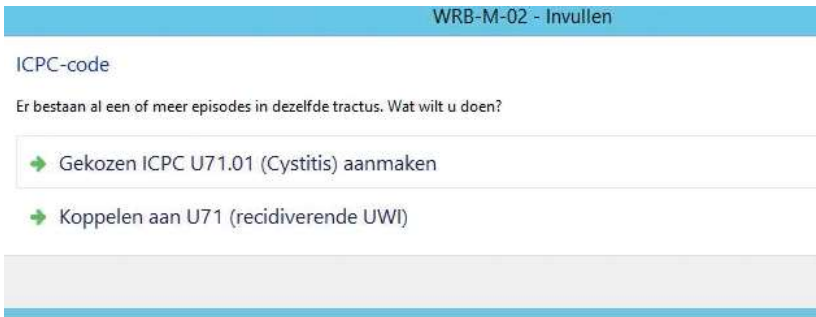 WRB-M-02 - Invullen
ICPC-code
Er bestaan al een of meer episodes in dezelfde tractus. Wat wilt u doen?
Gekozen ICPC U71.01 (Cystitis) aanmaken
Koppelen aan U71 (recidiverende UWI)